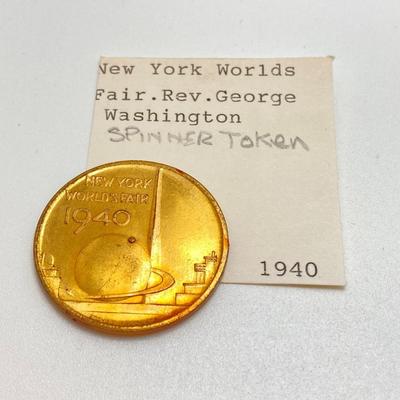 New York Worlds
Fair.Rev.George
Washington
SPINNER TOKEN
1940
NEW YORK
WORLD'S FAIR
1940